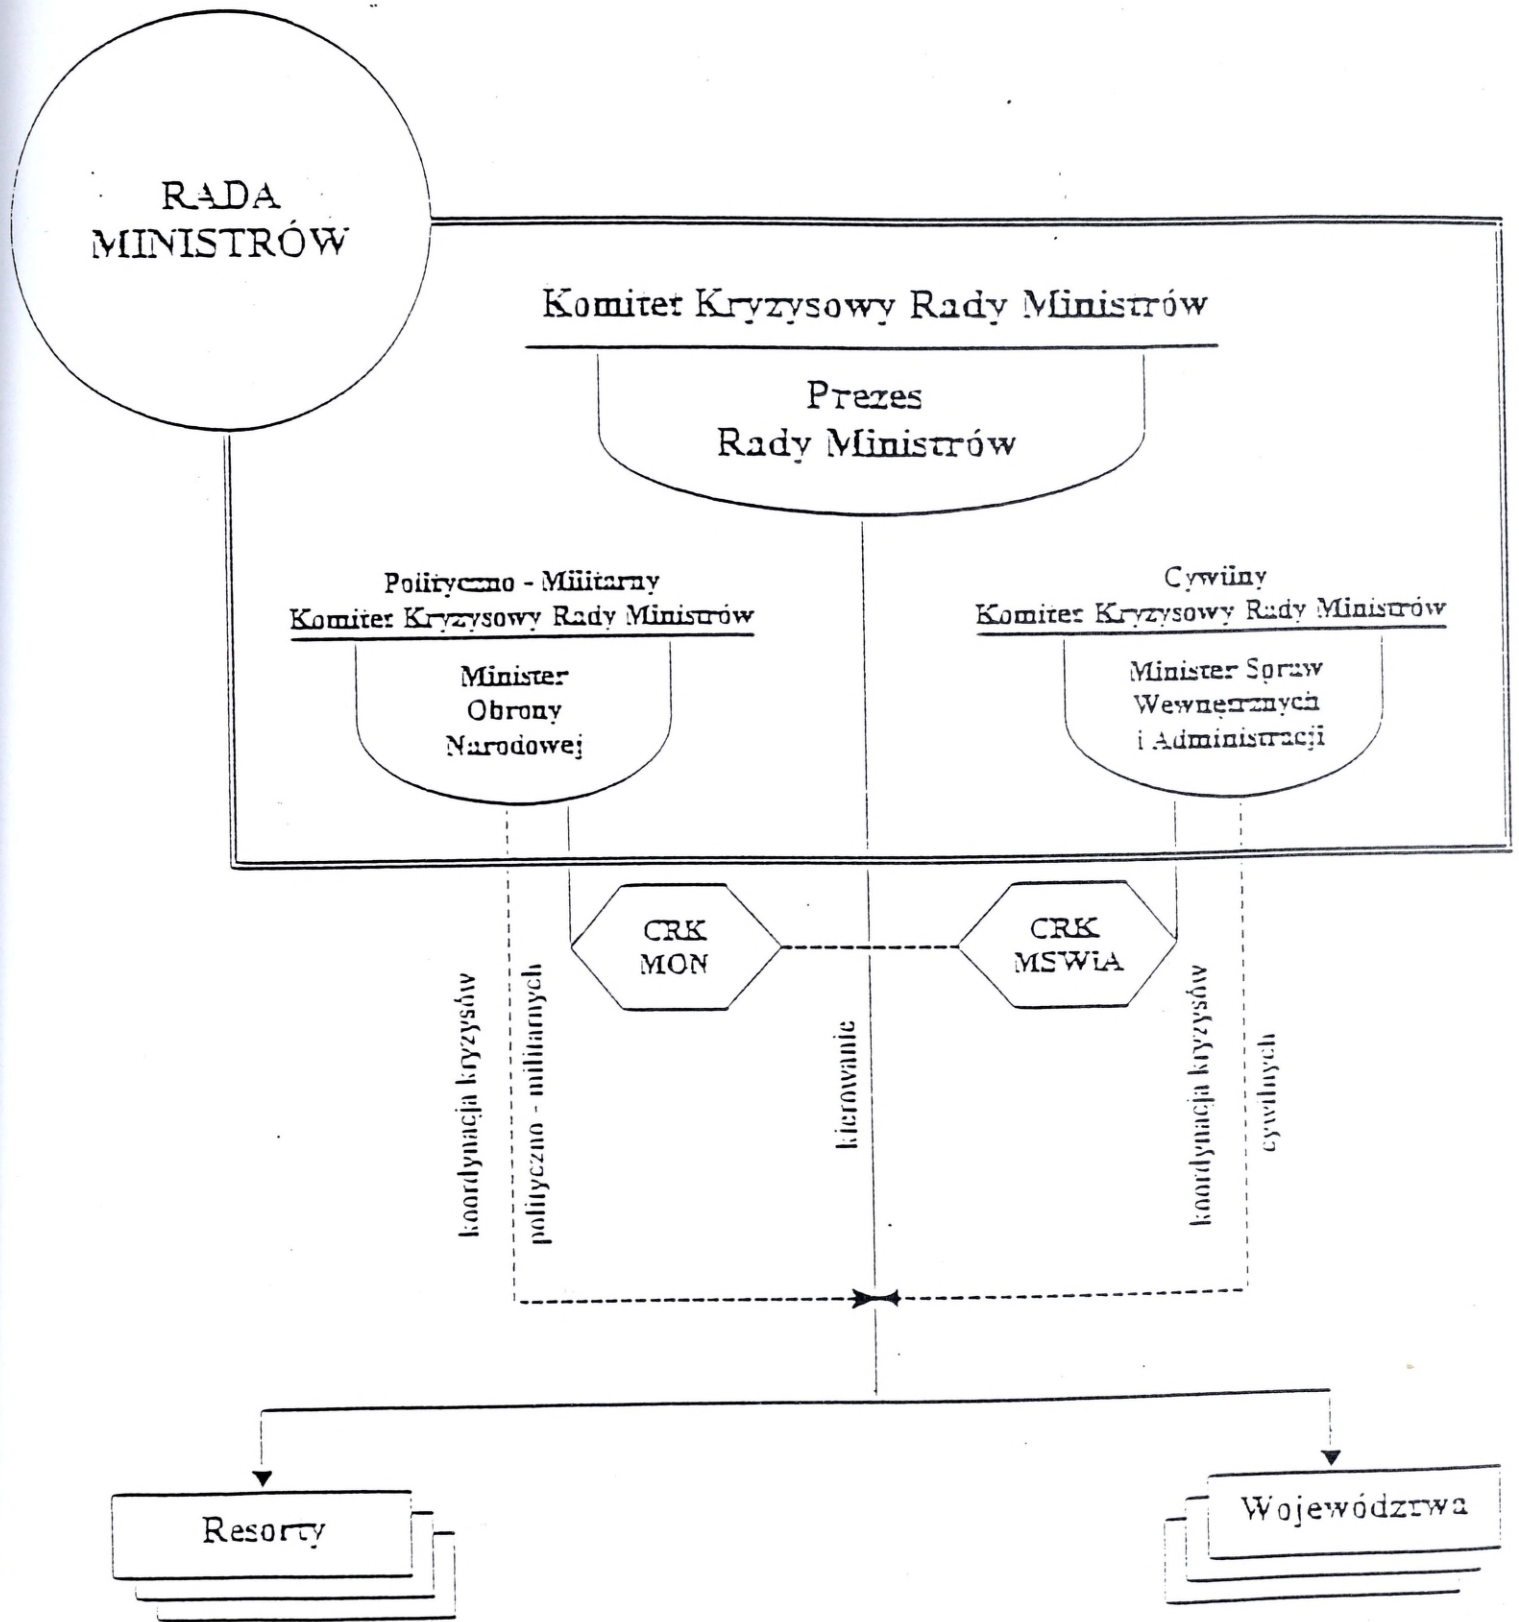 RADA
MINISTRÓW
Komitet Kryzysowy Rady Ministrów
Prezes
Rady Ministrów
Polityczno - Militarny
Komitet Kryzysowy Rady Ministrów
Minister
Obrony
Narodowej
Cywilny
Komitet Kryzysowy Rady Ministrów
Minister Spraw
Wewnętrznych
i Administracji
CRK
MON
CRK
MSWiA
koordynacja kryzysów
polityczno - militarnych
kierowanie
koordynacja kryzysów
cywilnych
Resorty
Województwa